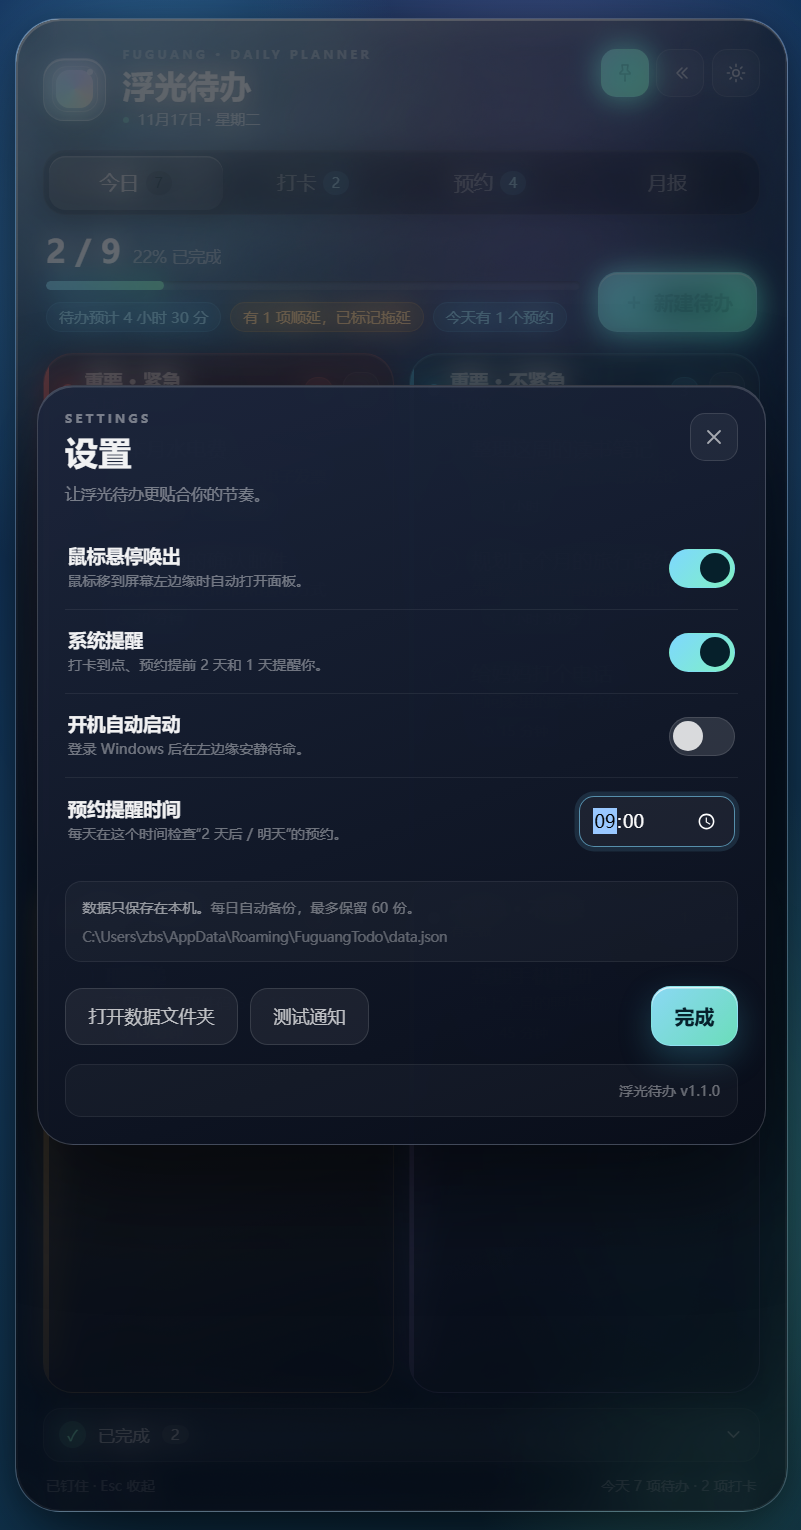 FUGUANG • DAILY PLANNER
浮光待办
11月17日 · 星期二
今日 7
打卡 2
预约 4
月报
2 / 9 22% 已完成
待办预计 4 小时 30 分
有 1 项顺延，已标记拖延
今天有 1 个预约
+ 新建待办
重要 • 紧急
重要 • 不紧急
SETTINGS
设置
让浮光待办更贴合你的节奏。
鼠标悬停唤出
鼠标移到屏幕左边缘时自动打开面板。
系统提醒
打卡到点、预约提前 2 天和 1 天提醒你。
开机自动启动
登录 Windows 后在左边缘安静待命。
预约提醒时间
每天在这个时间检查“2 天后 / 明天”的预约。
09:00
数据只保存在本机。每日自动备份，最多保留 60 份。
C:\Users\zbs\AppData\Roaming\FuguangTodo\data.json
打开数据文件夹
测试通知
完成
浮光待办 v1.1.0
已完成 2
已钉住 · Esc 收起
今天 7 项待办 · 2 项打卡